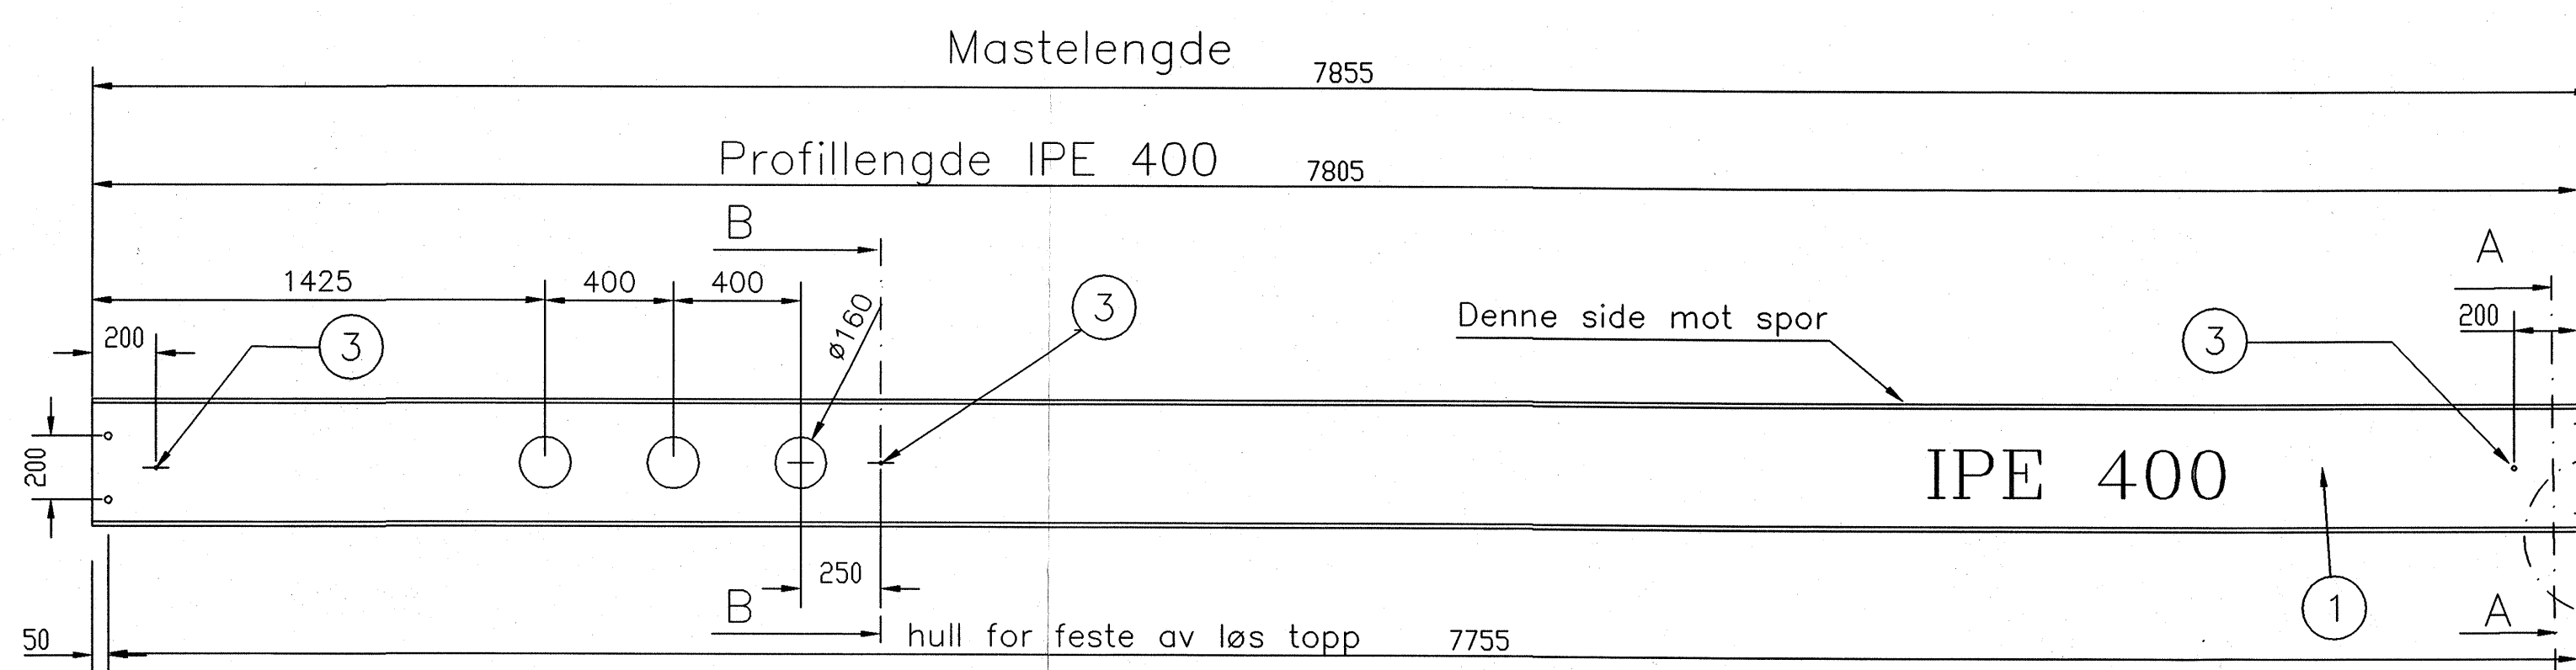 Mastelengde 7855
Profillengde IPE 400 7805
B
A
1425 400 400
ø160
3
Denne side mot spor
200
3
3
200
200
IPE 400
250
1
B
A
50
hull for feste av løs topp 7755